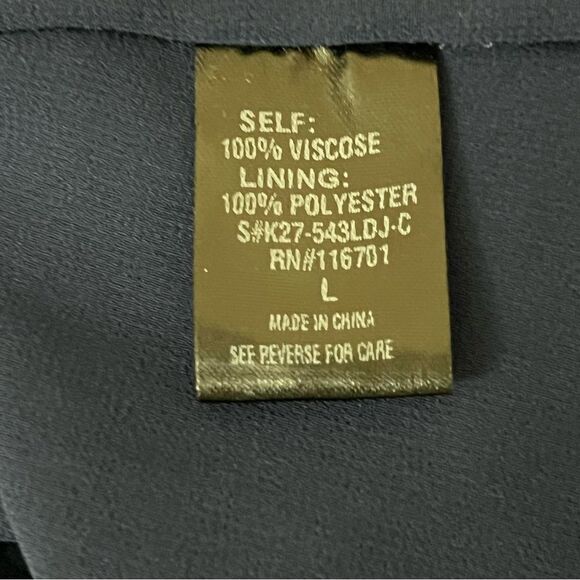 SELF:
100% VISCOSE
LINING:
100% POLYESTER
S#K27-543LDJ-C
RN#116701
L
MADE IN CHINA
SEE REVERSE FOR CARE